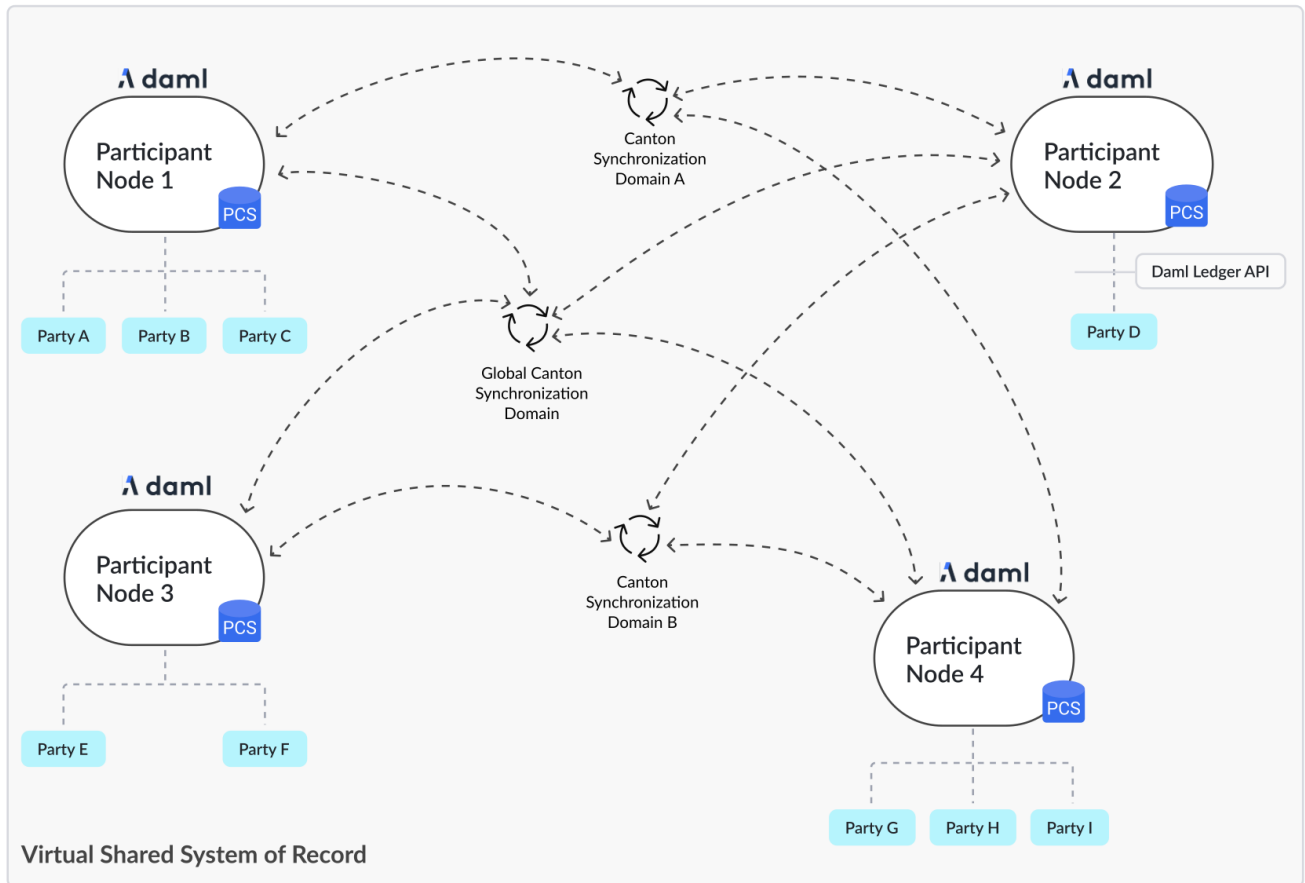 daml
Participant
Node 1
PCS
Party A
Party B
Party C
Canton
Synchronization
Domain A
daml
Participant
Node 2
PCS
Daml Ledger API
Party D
Global Canton
Synchronization
Domain
daml
Participant
Node 3
PCS
Party E
Party F
Canton
Synchronization
Domain B
daml
Participant
Node 4
PCS
Party G
Party H
Party I
Virtual Shared System of Record